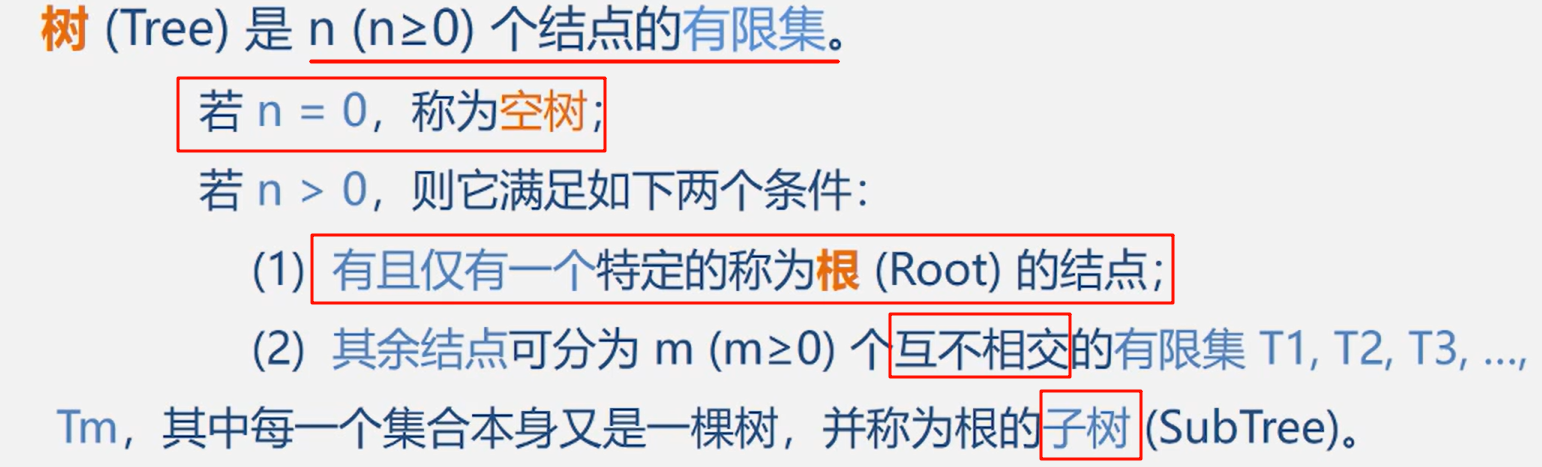 树 (Tree) 是 n (n≥0) 个结点的有限集。
若 n = 0，称为空树；
若 n > 0，则它满足如下两个条件：
(1) 有且仅有一个特定的称为根 (Root) 的结点；
(2) 其余结点可分为 m (m≥0) 个互不相交的有限集 T1, T2, T3, …,
Tm，其中每一个集合本身又是一棵树，并称为根的子树 (SubTree)。